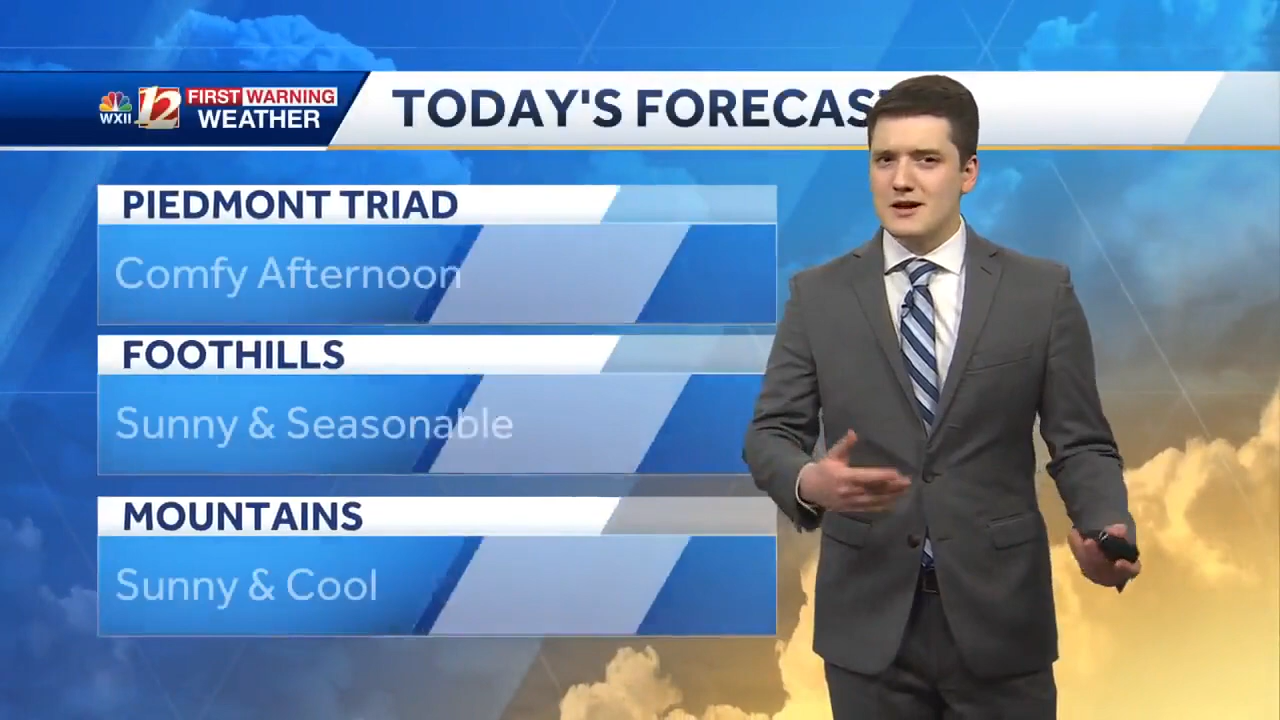 WXII 12 FIRST WARNING
WEATHER
TODAY'S FORECAS
PIEDMONT TRIAD
Comfy Afternoon
FOOTHILLS
Sunny & Seasonable
MOUNTAINS
Sunny & Cool